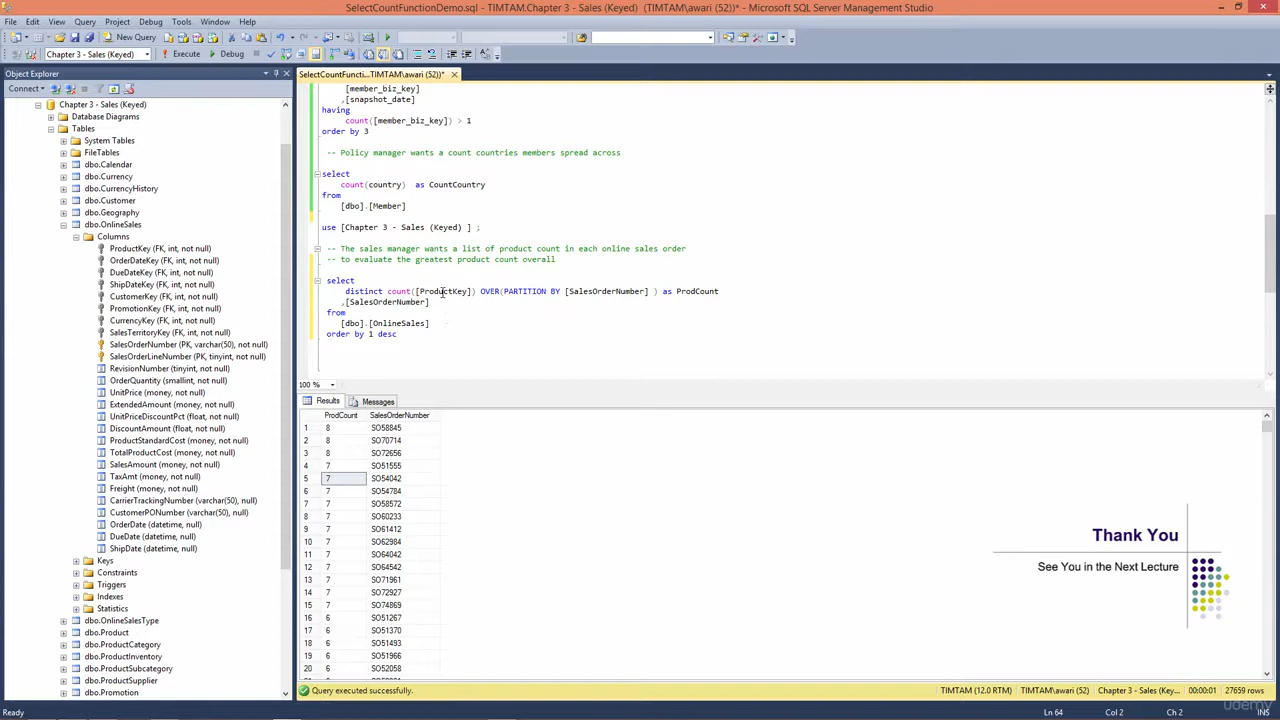 SelectCountFunctionDemo.sql - TIMTAM.Chapter 3 - Sales (Keyed) (TIMTAM\awari (52))* - Microsoft SQL Server Management Studio
File Edit View Query Project Debug Tools Window Help
New Query
Chapter 3 - Sales (Keyed) Execute Debug
Object Explorer
Connect
Chapter 3 - Sales (Keyed)
Database Diagrams
Tables
System Tables
FileTables
dbo.Calendar
dbo.Currency
dbo.CurrencyHistory
dbo.Customer
dbo.Geography
dbo.OnlineSales
Columns
ProductKey (FK, int, not null)
OrderDateKey (FK, int, not null)
DueDateKey (FK, int, not null)
ShipDateKey (FK, int, not null)
CustomerKey (FK, int, not null)
PromotionKey (FK, int, not null)
CurrencyKey (FK, int, not null)
SalesTerritoryKey (FK, int, not null)
SalesOrderNumber (PK, varchar(50), not null)
SalesOrderLineNumber (PK, tinyint, not null)
RevisionNumber (tinyint, not null)
OrderQuantity (smallint, not null)
UnitPrice (money, not null)
ExtendedAmount (money, not null)
UnitPriceDiscountPct (float, not null)
DiscountAmount (float, not null)
ProductStandardCost (money, not null)
TotalProductCost (money, not null)
SalesAmount (money, not null)
TaxAmt (money, not null)
Freight (money, not null)
CarrierTrackingNumber (varchar(50), null)
CustomerPONumber (varchar(50), null)
OrderDate (datetime, null)
DueDate (datetime, null)
ShipDate (datetime, null)
Keys
Constraints
Triggers
Indexes
Statistics
dbo.OnlineSalesType
dbo.Product
dbo.ProductCategory
dbo.ProductInventory
dbo.ProductSubcategory
dbo.ProductSupplier
dbo.Promotion
SelectCountFuncti...TIMTAM\awari (52))*
[member_biz_key]
,[snapshot_date]
having
count([member_biz_key]) > 1
order by 3
-- Policy manager wants a count countries members spread across
select
count(country) as CountCountry
from
[dbo].[Member]
use [Chapter 3 - Sales (Keyed) ] ;
-- The sales manager wants a list of product count in each online sales order
-- to evaluate the greatest product count overall
select
distinct count([ProductKey]) OVER(PARTITION BY [SalesOrderNumber] ) as ProdCount
,[SalesOrderNumber]
from
[dbo].[OnlineSales]
order by 1 desc
100 %
Results Messages
ProdCount SalesOrderNumber
1 8 SO58845
2 8 SO70714
3 8 SO72656
4 7 SO51555
5 7 SO54042
6 7 SO54784
7 7 SO58572
8 7 SO60233
9 7 SO61412
10 7 SO62984
11 7 SO64042
12 7 SO64542
13 7 SO71961
14 7 SO72927
15 7 SO74869
16 6 SO51267
17 6 SO51370
18 6 SO51493
19 6 SO51966
20 6 SO52058
Thank You
See You in the Next Lecture
Query executed successfully. TIMTAM (12.0 RTM) TIMTAM\awari (52) Chapter 3 - Sales (Key... 00:00:01 27659 rows
Ready Ln 64 Col 2 Ch 2 INS
udemy